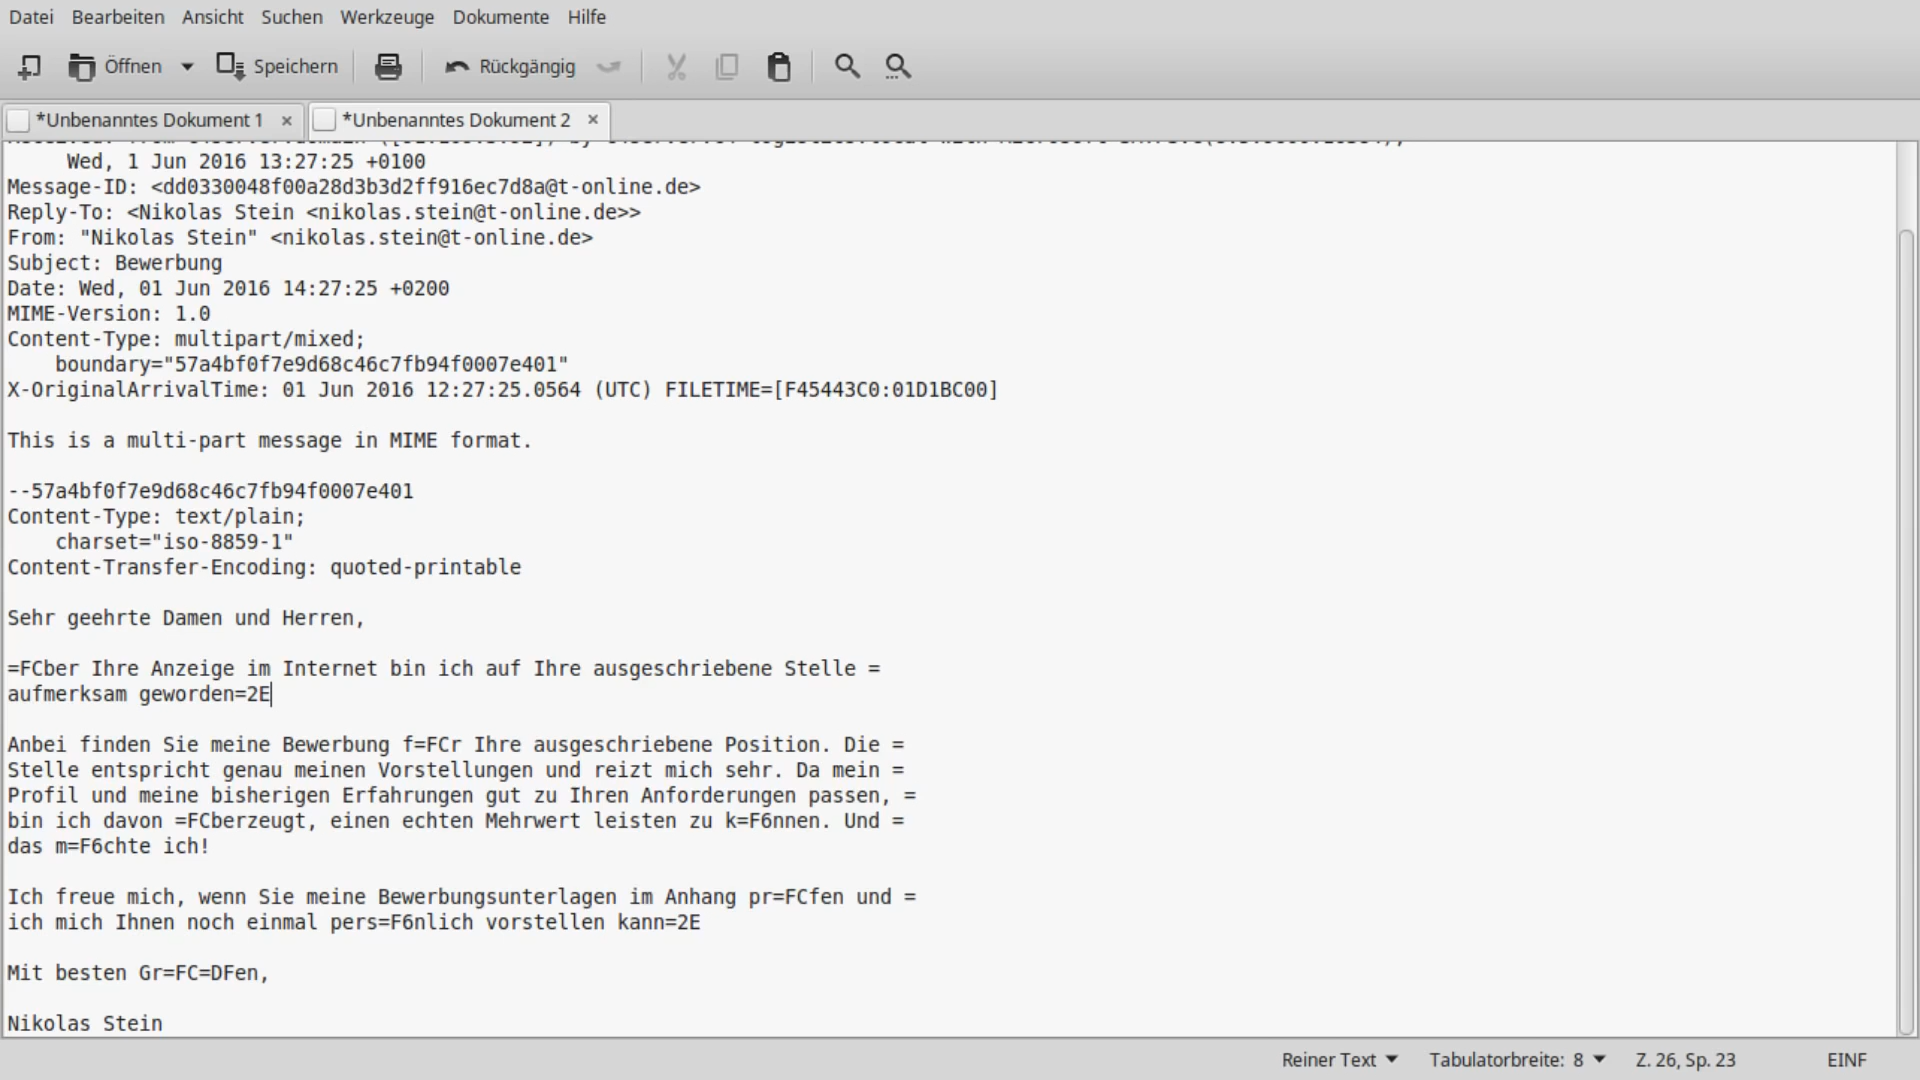 Datei Bearbeiten Ansicht Suchen Werkzeuge Dokumente Hilfe
Öffnen Speichern Rückgängig
*Unbenanntes Dokument 1 × *Unbenanntes Dokument 2 ×
Wed, 1 Jun 2016 13:27:25 +0100
Message-ID: <dd0330048f00a28d3b3d2ff916ec7d8a@t-online.de>
Reply-To: <Nikolas Stein <nikolas.stein@t-online.de>>
From: "Nikolas Stein" <nikolas.stein@t-online.de>
Subject: Bewerbung
Date: Wed, 01 Jun 2016 14:27:25 +0200
MIME-Version: 1.0
Content-Type: multipart/mixed;
boundary="57a4bf0f7e9d68c46c7fb94f0007e401"
X-OriginalArrivalTime: 01 Jun 2016 12:27:25.0564 (UTC) FILETIME=[F45443C0:01D1BC00]
This is a multi-part message in MIME format.
--57a4bf0f7e9d68c46c7fb94f0007e401
Content-Type: text/plain;
charset="iso-8859-1"
Content-Transfer-Encoding: quoted-printable
Sehr geehrte Damen und Herren,
=FCber Ihre Anzeige im Internet bin ich auf Ihre ausgeschriebene Stelle =
aufmerksam geworden=2E
Anbei finden Sie meine Bewerbung f=FCr Ihre ausgeschriebene Position. Die =
Stelle entspricht genau meinen Vorstellungen und reizt mich sehr. Da mein =
Profil und meine bisherigen Erfahrungen gut zu Ihren Anforderungen passen, =
bin ich davon =FCberzeugt, einen echten Mehrwert leisten zu k=F6nnen. Und =
das m=F6chte ich!
Ich freue mich, wenn Sie meine Bewerbungsunterlagen im Anhang pr=FCfen und =
ich mich Ihnen noch einmal pers=F6nlich vorstellen kann=2E
Mit besten Gr=FC=DFen,
Nikolas Stein
Reiner Text Tabulatorbreite: 8 Z. 26, Sp. 23 EINF